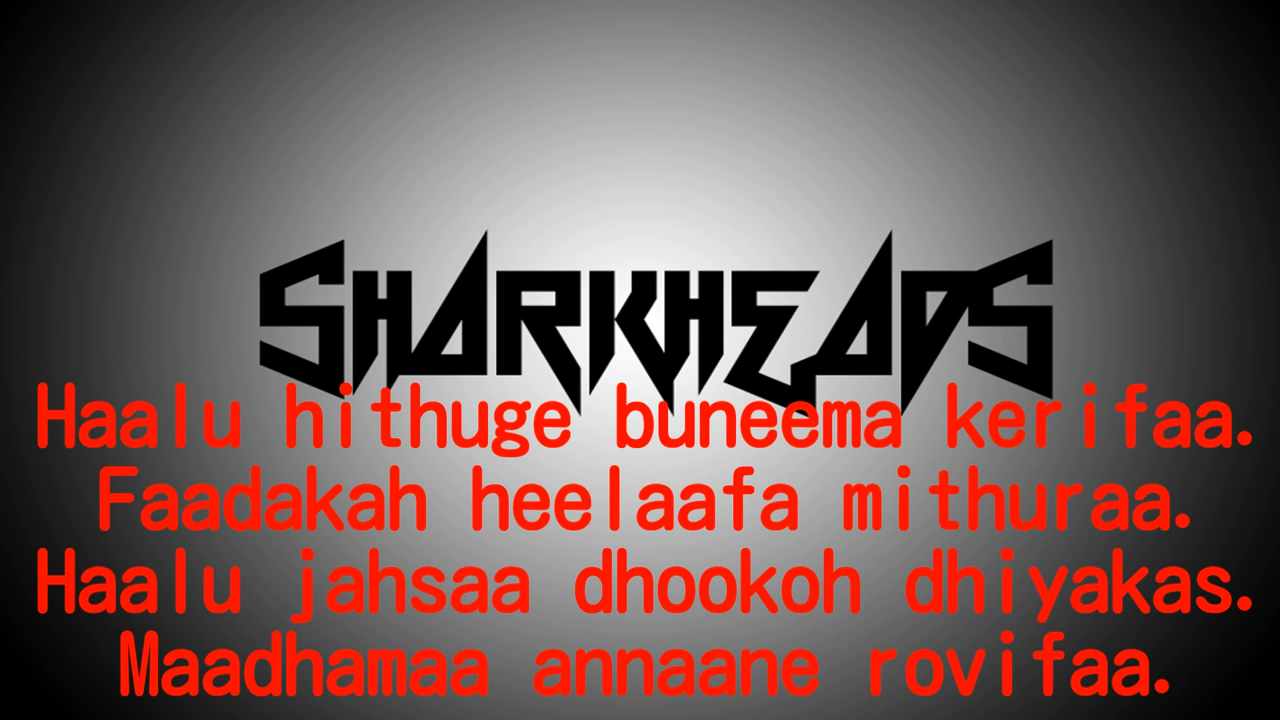 SHARKHEADS
Haalu hithuge buneema kerifaa.
Faadakah heelaafa mithuraa.
Haalu jahsaa dhookoh dhiyakas.
Maadhamaa annaane rovifaa.